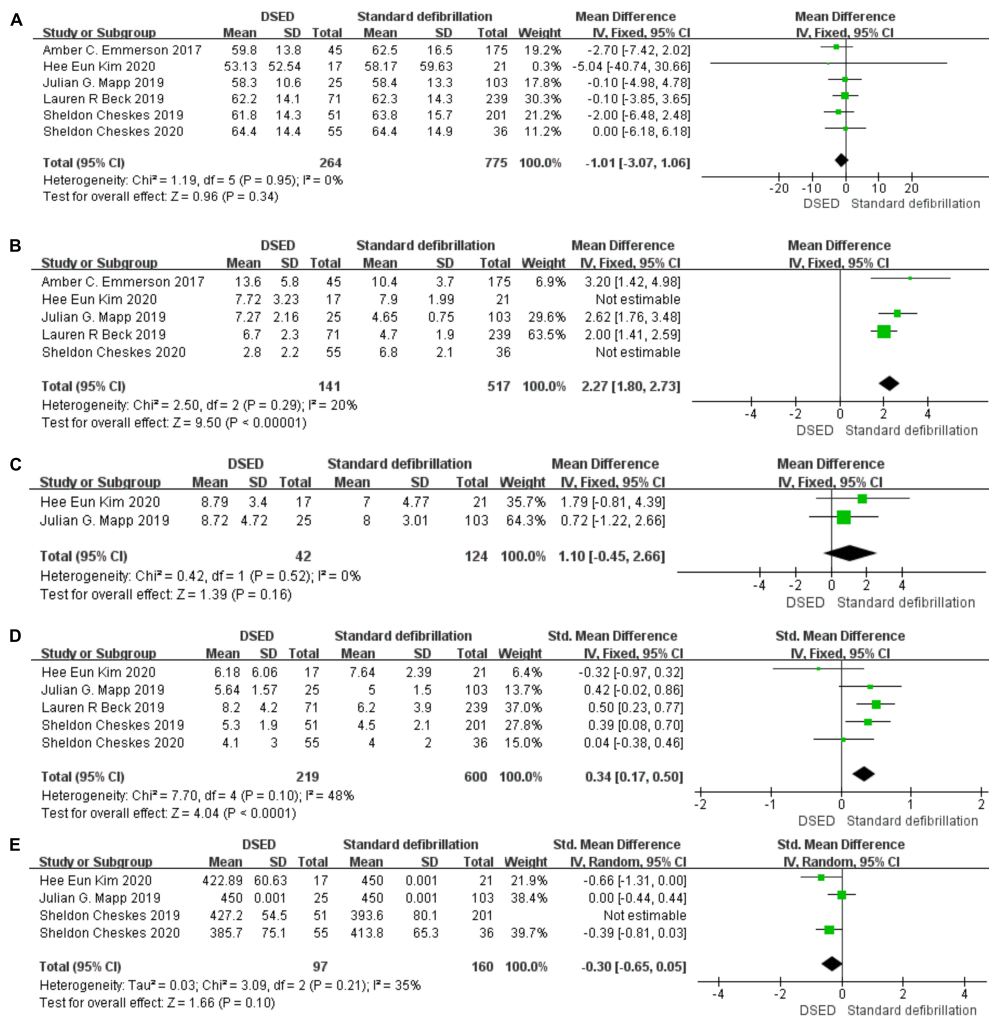 A
DSED Standard defibrillation Mean Difference Mean Difference
Study or Subgroup Mean SD Total Mean SD Total Weight IV, Fixed, 95% CI IV, Fixed, 95% CI
Amber C. Emmerson 2017 59.8 13.8 45 62.5 16.5 175 19.2% -2.70 [-7.42, 2.02]
Hee Eun Kim 2020 53.13 52.54 17 58.17 59.63 21 0.3% -5.04 [-40.74, 30.66]
Julian G. Mapp 2019 58.3 10.6 25 58.4 13.3 103 17.8% -0.10 [-4.98, 4.78]
Lauren R Beck 2019 62.2 14.1 71 62.3 14.3 239 30.3% -0.10 [-3.85, 3.65]
Sheldon Cheskes 2019 61.8 14.3 51 63.8 15.7 201 21.2% -2.00 [-6.48, 2.48]
Sheldon Cheskes 2020 64.4 14.4 55 64.4 14.9 36 11.2% 0.00 [-6.18, 6.18]
Total (95% CI) 264 775 100.0% -1.01 [-3.07, 1.06]
Heterogeneity: Chi² = 1.19, df = 5 (P = 0.95); I² = 0%
Test for overall effect: Z = 0.96 (P = 0.34)
-20 -10 0 10 20
DSED Standard defibrillation
B
DSED Standard defibrillation Mean Difference Mean Difference
Study or Subgroup Mean SD Total Mean SD Total Weight IV, Fixed, 95% CI IV, Fixed, 95% CI
Amber C. Emmerson 2017 13.6 5.8 45 10.4 3.7 175 6.9% 3.20 [1.42, 4.98]
Hee Eun Kim 2020 7.72 3.23 17 7.9 1.99 21 Not estimable
Julian G. Mapp 2019 7.27 2.16 25 4.65 0.75 103 29.6% 2.62 [1.76, 3.48]
Lauren R Beck 2019 6.7 2.3 71 4.7 1.9 239 63.5% 2.00 [1.41, 2.59]
Sheldon Cheskes 2020 2.8 2.2 55 6.8 2.1 36 Not estimable
Total (95% CI) 141 517 100.0% 2.27 [1.80, 2.73]
Heterogeneity: Chi² = 2.50, df = 2 (P = 0.29); I² = 20%
Test for overall effect: Z = 9.50 (P < 0.00001)
-4 -2 0 2 4
DSED Standard defibrillation
C
DSED Standard defibrillation Mean Difference Mean Difference
Study or Subgroup Mean SD Total Mean SD Total Weight IV, Fixed, 95% CI IV, Fixed, 95% CI
Hee Eun Kim 2020 8.79 3.4 17 7 4.77 21 35.7% 1.79 [-0.81, 4.39]
Julian G. Mapp 2019 8.72 4.72 25 8 3.01 103 64.3% 0.72 [-1.22, 2.66]
Total (95% CI) 42 124 100.0% 1.10 [-0.45, 2.66]
Heterogeneity: Chi² = 0.42, df = 1 (P = 0.52); I² = 0%
Test for overall effect: Z = 1.39 (P = 0.16)
-4 -2 0 2 4
DSED Standard defibrillation
D
DSED Standard defibrillation Std. Mean Difference Std. Mean Difference
Study or Subgroup Mean SD Total Mean SD Total Weight IV, Fixed, 95% CI IV, Fixed, 95% CI
Hee Eun Kim 2020 6.18 6.06 17 7.64 2.39 21 6.4% -0.32 [-0.97, 0.32]
Julian G. Mapp 2019 5.64 1.57 25 5 1.5 103 13.7% 0.42 [-0.02, 0.86]
Lauren R Beck 2019 8.2 4.2 71 6.2 3.9 239 37.0% 0.50 [0.23, 0.77]
Sheldon Cheskes 2019 5.3 1.9 51 4.5 2.1 201 27.8% 0.39 [0.08, 0.70]
Sheldon Cheskes 2020 4.1 3 55 4 2 36 15.0% 0.04 [-0.38, 0.46]
Total (95% CI) 219 600 100.0% 0.34 [0.17, 0.50]
Heterogeneity: Chi² = 7.70, df = 4 (P = 0.10); I² = 48%
Test for overall effect: Z = 4.04 (P < 0.0001)
-2 -1 0 1 2
DSED Standard defibrillation
E
DSED Standard defibrillation Std. Mean Difference Std. Mean Difference
Study or Subgroup Mean SD Total Mean SD Total Weight IV, Random, 95% CI IV, Random, 95% CI
Hee Eun Kim 2020 422.89 60.63 17 450 0.001 21 21.9% -0.66 [-1.31, 0.00]
Julian G. Mapp 2019 450 0.001 25 450 0.001 103 38.4% 0.00 [-0.44, 0.44]
Sheldon Cheskes 2019 427.2 54.5 51 393.6 80.1 201 Not estimable
Sheldon Cheskes 2020 385.7 75.1 55 413.8 65.3 36 39.7% -0.39 [-0.81, 0.03]
Total (95% CI) 97 160 100.0% -0.30 [-0.65, 0.05]
Heterogeneity: Tau² = 0.03; Chi² = 3.09, df = 2 (P = 0.21); I² = 35%
Test for overall effect: Z = 1.66 (P = 0.10)
-4 -2 0 2 4
DSED Standard defibrillation